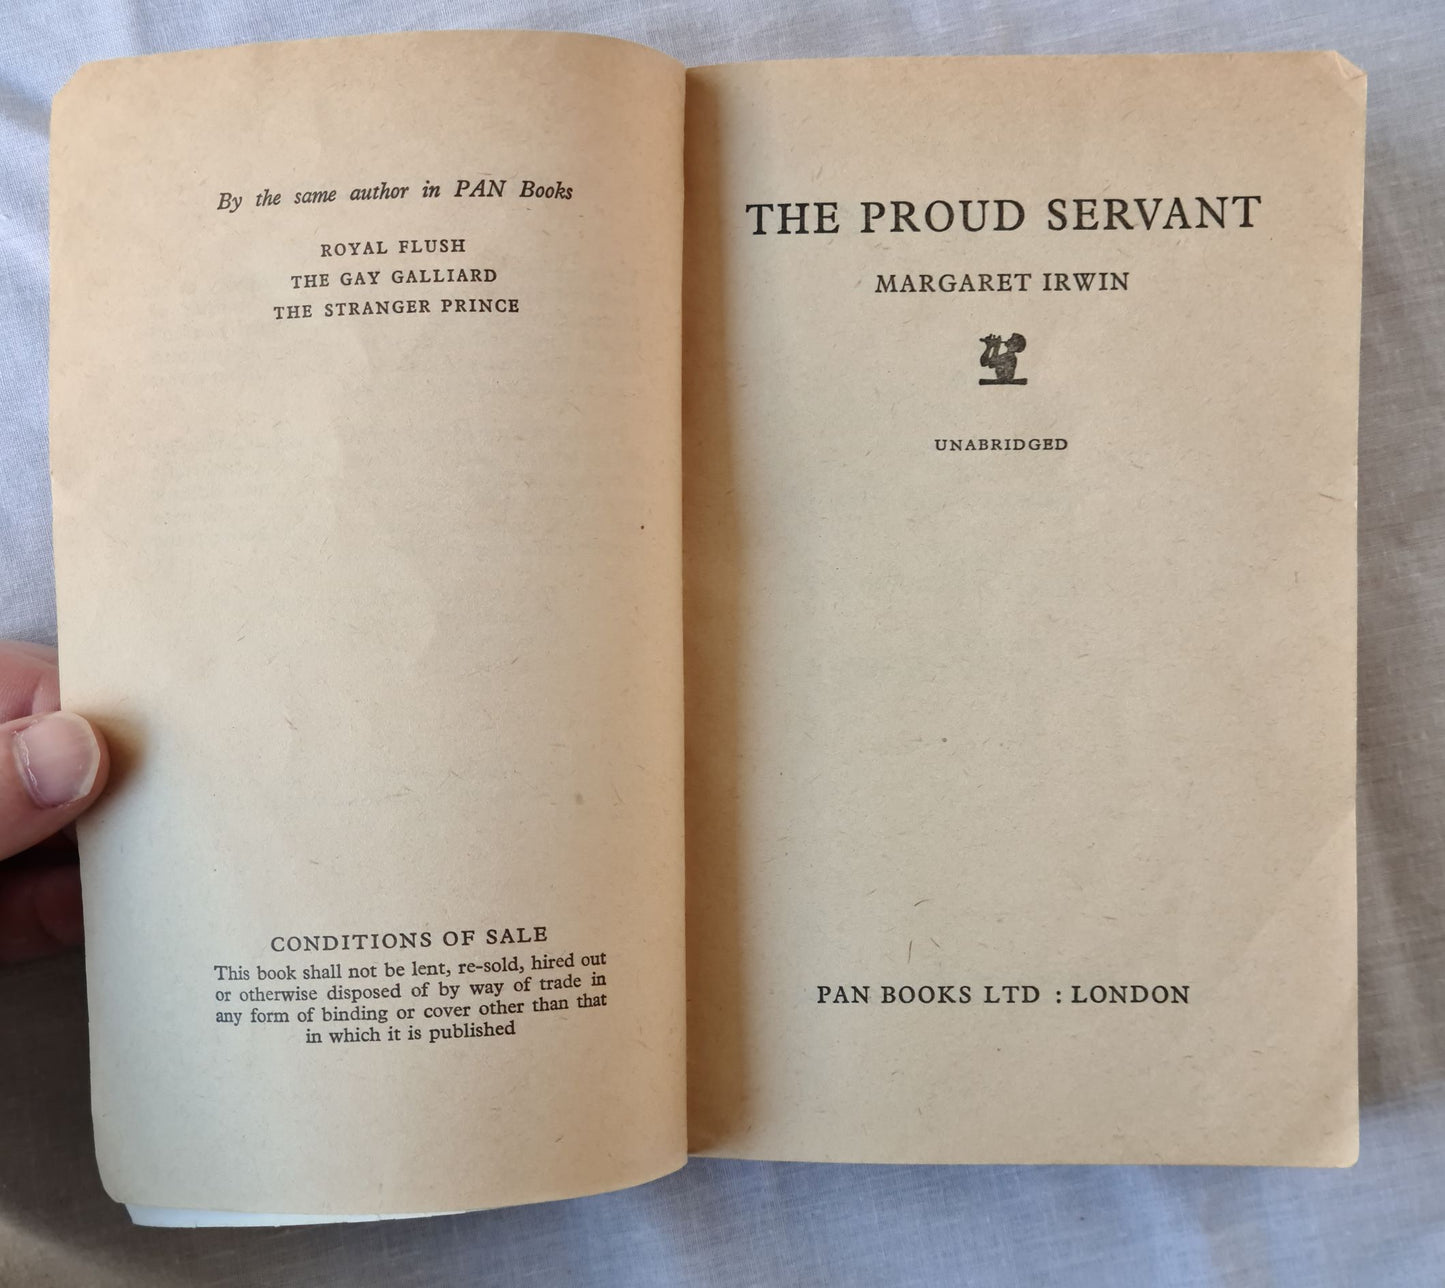 By the same author in PAN Books
ROYAL FLUSH
THE GAY GALLIARD
THE STRANGER PRINCE
CONDITIONS OF SALE
This book shall not be lent, re-sold, hired out
or otherwise disposed of by way of trade in
any form of binding or cover other than that
in which it is published
THE PROUD SERVANT
MARGARET IRWIN
UNABRIDGED
PAN BOOKS LTD : LONDON